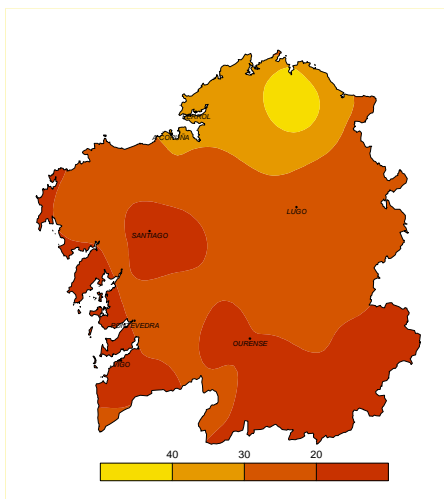 FERROL
A CORUÑA
LUGO
SANTIAGO
PONTEVEDRA
OURENSE
VIGO
40 30 20